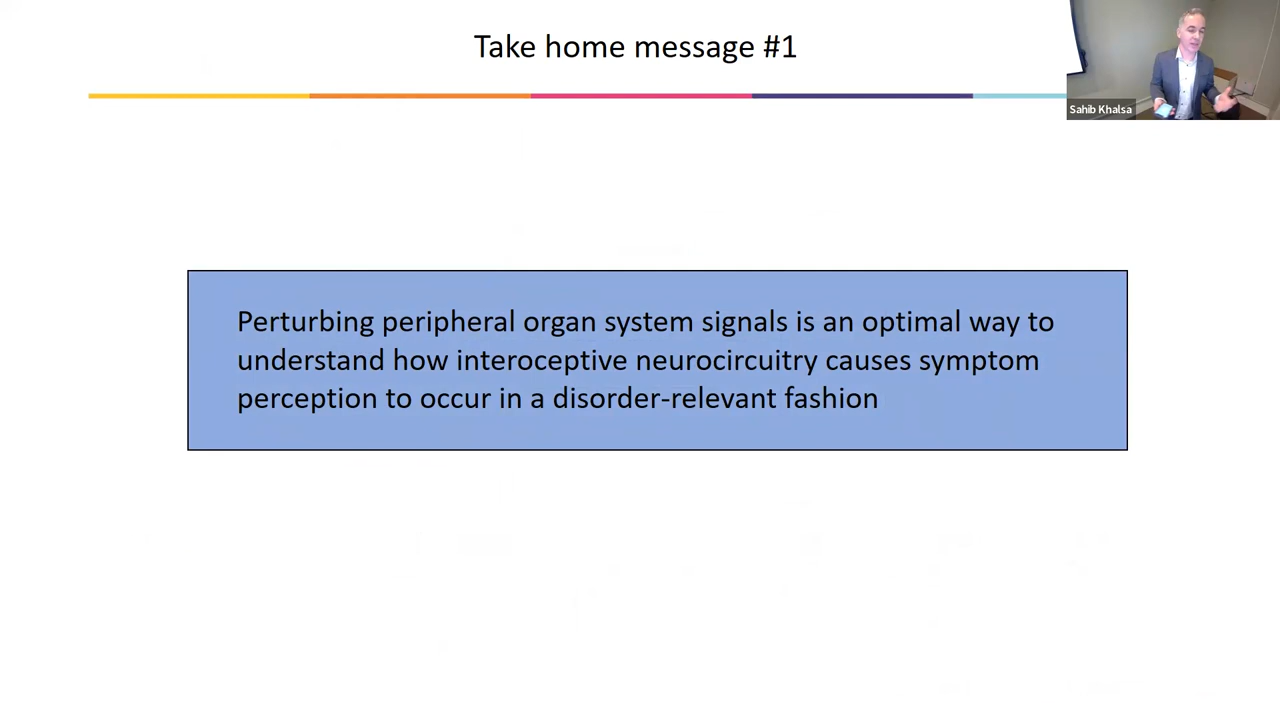 Take home message #1
Sahib Khalsa
Perturbing peripheral organ system signals is an optimal way to
understand how interoceptive neurocircuitry causes symptom
perception to occur in a disorder-relevant fashion